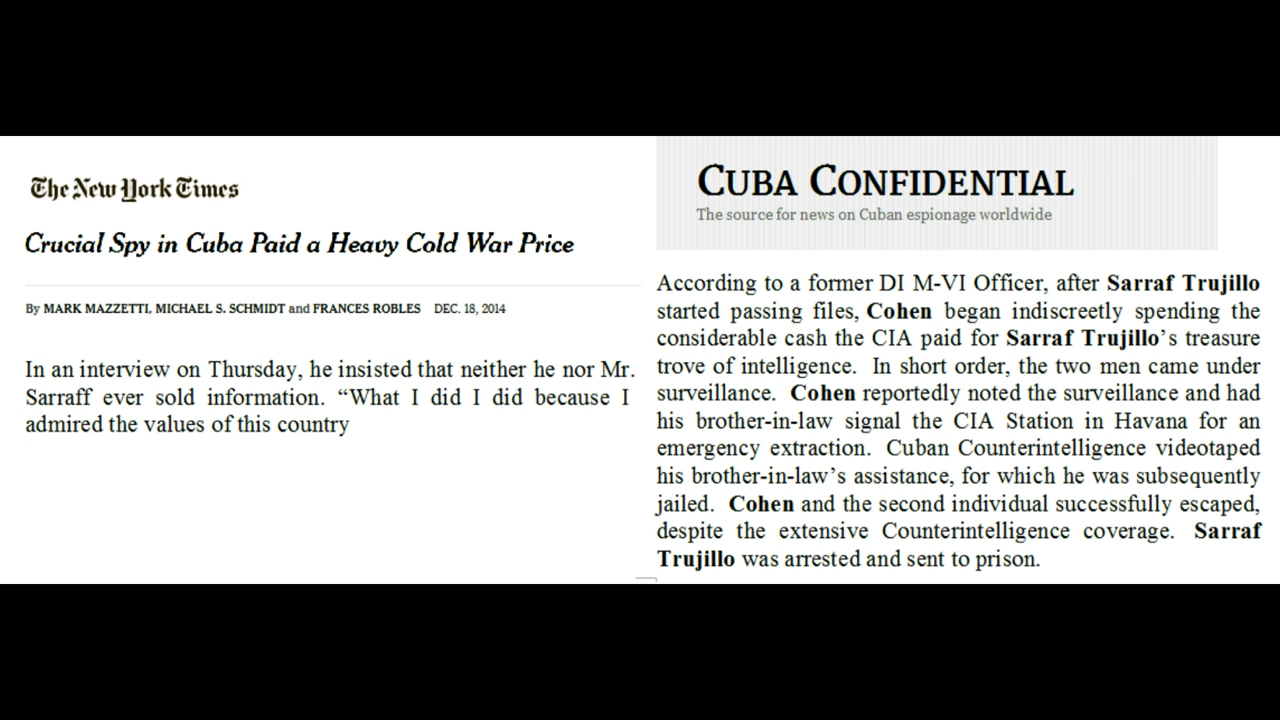 The New York Times
Crucial Spy in Cuba Paid a Heavy Cold War Price
By MARK MAZZETTI, MICHAEL S. SCHMIDT and FRANCES ROBLES DEC. 18, 2014
In an interview on Thursday, he insisted that neither he nor Mr.
Sarraff ever sold information. “What I did I did because I
admired the values of this country
CUBA CONFIDENTIAL
The source for news on Cuban espionage worldwide
According to a former DI M-VI Officer, after Sarraf Trujillo
started passing files, Cohen began indiscreetly spending the
considerable cash the CIA paid for Sarraf Trujillo’s treasure
trove of intelligence. In short order, the two men came under
surveillance. Cohen reportedly noted the surveillance and had
his brother-in-law signal the CIA Station in Havana for an
emergency extraction. Cuban Counterintelligence videotaped
his brother-in-law’s assistance, for which he was subsequently
jailed. Cohen and the second individual successfully escaped,
despite the extensive Counterintelligence coverage. Sarraf
Trujillo was arrested and sent to prison.